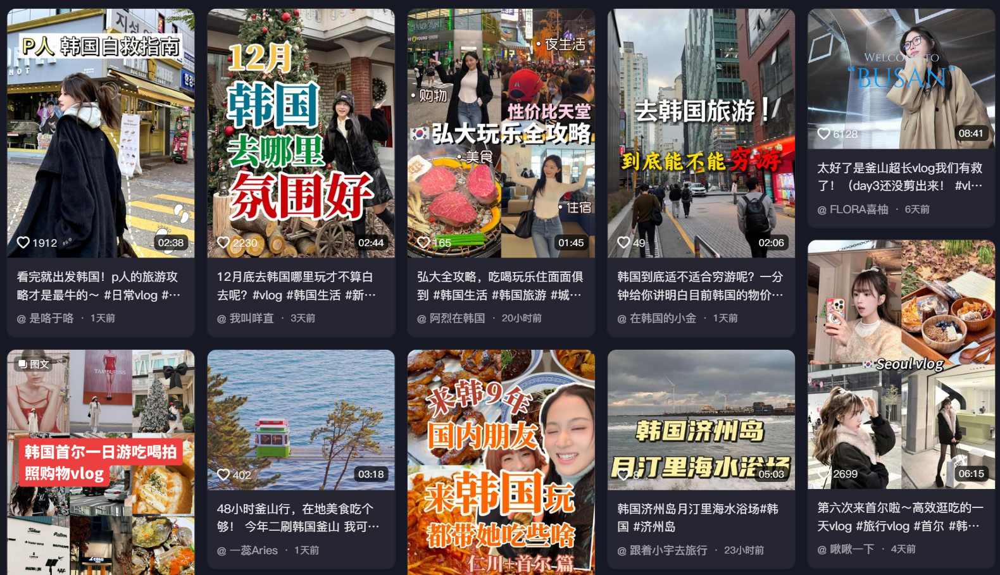 P人 韩国自救指南
1912
02:38
看完就出发韩国！p人的旅游攻
略才是最牛的～ #日常vlog #…
@ 是咯于咯 · 1天前
12月
韩国
去哪里
氛围好
2230
02:44
12月底去韩国哪里玩才不算白
去呢？#vlog #韩国生活 #新…
@ 我叫咩直 · 3天前
• 夜生活
• 购物
性价比天堂
弘大玩乐全攻略
• 美食
• 住宿
165
01:45
弘大全攻略，吃喝玩乐住面面俱
到 #韩国生活 #韩国旅游 #城…
@ 阿烈在韩国 · 20小时前
去韩国旅游！
到底能不能穷游
49
02:06
韩国到底适不适合穷游呢？一分
钟给你讲明白目前韩国的物价…
@ 在韩国的小金 · 1天前
WELCOME TO
“BUSAN”
6128
08:41
太好了是釜山超长vlog我们有救
了！（day3还没剪出来！ #vl…
@ FLORA喜柚 · 6天前
图文
TAMBURINS
韩国首尔一日游吃喝拍
照购物vlog
402
03:18
48小时釜山行，在地美食吃个
够！ 今年二刷韩国釜山 我可…
@ 一蕊Aries · 1天前
来韩9年
国内朋友
来韩国玩
都带她吃些啥
仁川+首尔 篇
韩国济州岛
月汀里海水浴场
8
05:03
韩国济州岛月汀里海水浴场#韩
国 #济州岛
@ 跟着小宇去旅行 · 23小时前
Seoul vlog
2699
06:15
第六次来首尔啦～高效逛吃的一
天vlog #旅行vlog #首尔 #韩…
@ 啾啾一下 · 4天前